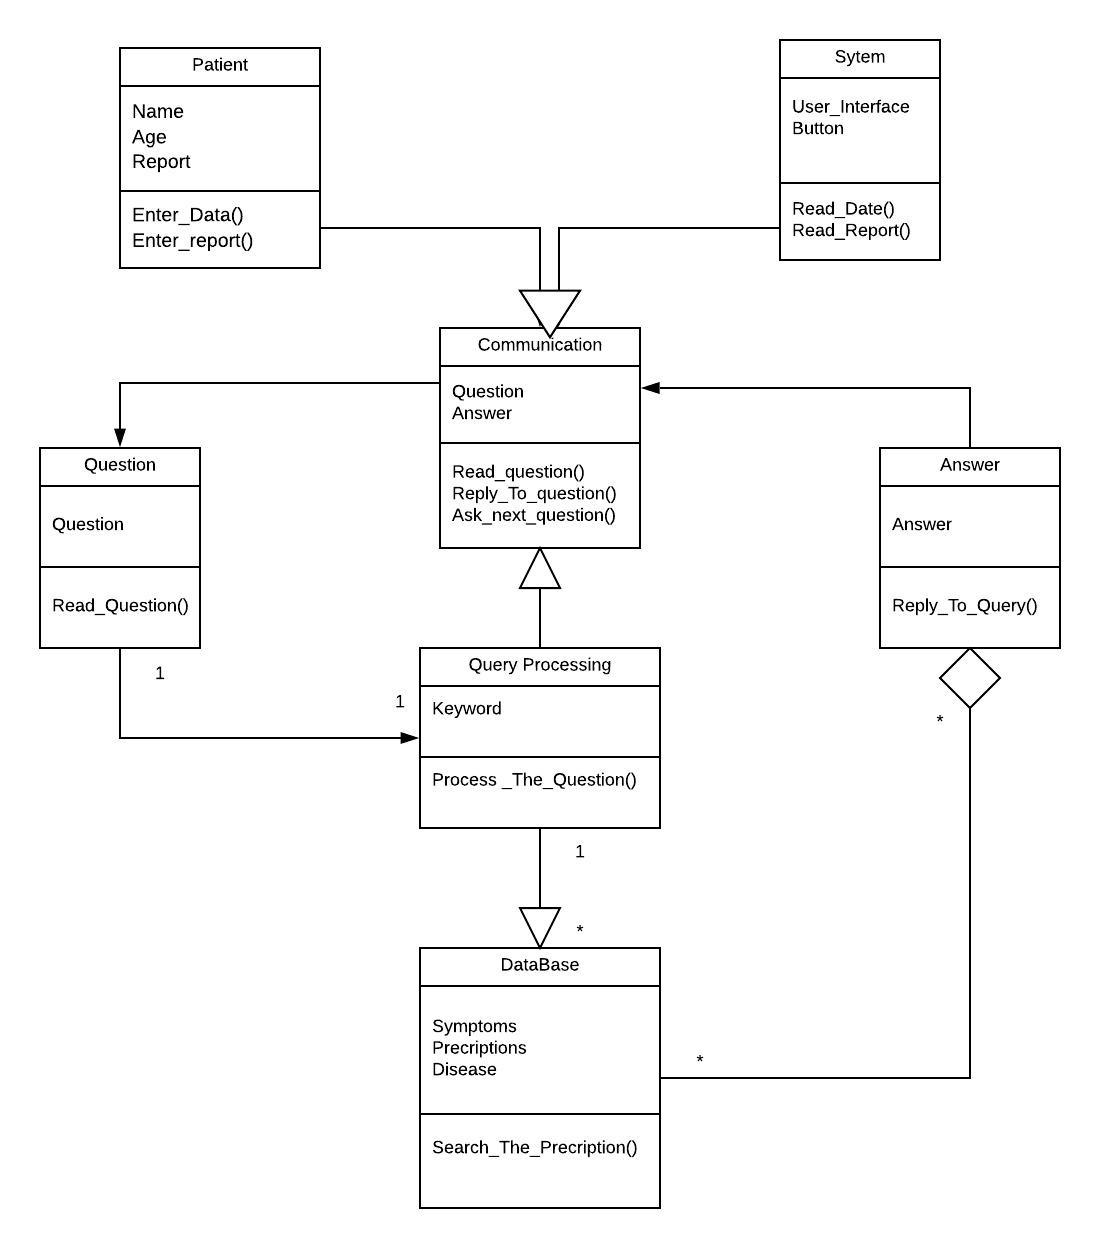 Patient
Name
Age
Report
Enter_Data()
Enter_report()
Sytem
User_Interface
Button
Read_Date()
Read_Report()
Communication
Question
Answer
Read_question()
Reply_To_question()
Ask_next_question()
Question
Question
Read_Question()
Answer
Answer
Reply_To_Query()
1
1
Query Processing
Keyword
Process _The_Question()
*
1
*
DataBase
Symptoms
Precriptions
Disease
Search_The_Precription()
*